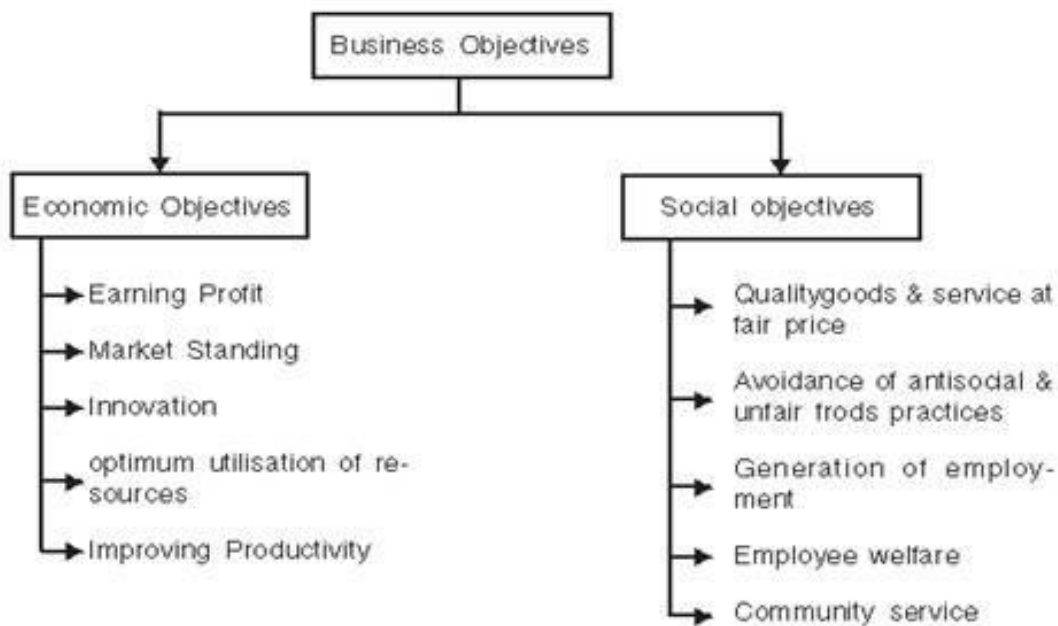 Business Objectives
Economic Objectives
Earning Profit
Market Standing
Innovation
optimum utilisation of re-
sources
Improving Productivity
Social objectives
Qualitygoods & service at
fair price
Avoidance of antisocial &
unfair frods practices
Generation of employ-
ment
Employee welfare
Community service